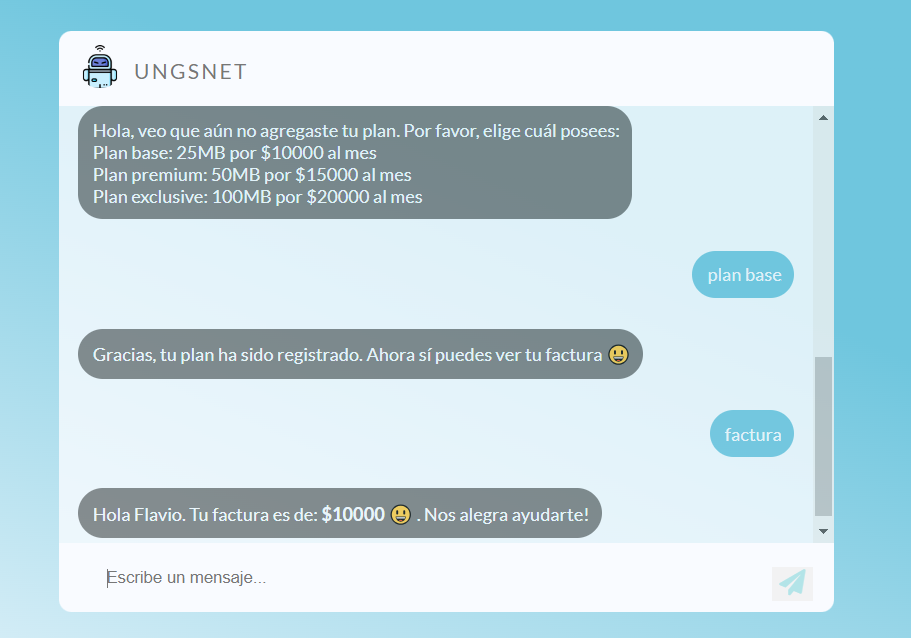 UNGSNET
Hola, veo que aún no agregaste tu plan. Por favor, elige cuál posees:
Plan base: 25MB por $10000 al mes
Plan premium: 50MB por $15000 al mes
Plan exclusive: 100MB por $20000 al mes
plan base
Gracias, tu plan ha sido registrado. Ahora sí puedes ver tu factura 😃
factura
Hola Flavio. Tu factura es de: $10000 😃 . Nos alegra ayudarte!
Escribe un mensaje...